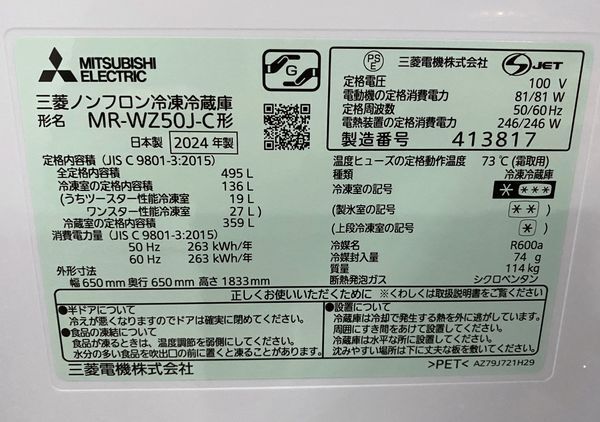 MITSUBISHI
ELECTRIC
G
三菱ノンフロン冷凍冷蔵庫
形名 MR-WZ50J-C形
日本製 2024年製
定格内容積 (JIS C 9801-3:2015)
全定格内容積 495 L
冷凍室の定格内容積 136 L
(うちツースター性能冷凍室 19 L
ワンスター性能冷凍室 27 L)
冷蔵室の定格内容積 359 L
消費電力量 (JIS C 9801-3:2015)
50 Hz 263 kWh/年
60 Hz 263 kWh/年
外形寸法
幅 650mm 奥行 650mm 高さ 1833mm
PS
E 三菱電機株式会社 S JET
定格電圧 100 V
電動機の定格消費電力 81/81 W
定格周波数 50/60 Hz
電熱装置の定格消費電力 246/246 W
製造番号 413817
温度ヒューズの定格動作温度 73℃(霜取用)
種類 冷凍冷蔵庫
冷凍室の記号 * ***
(製氷室の記号 **)
(上段冷凍室の記号 *)
冷媒名 R600a
冷媒封入量 74 g
質量 114 kg
断熱発泡ガス シクロペンタン
正しくお使いいただくために ※くわしくは取扱説明書をご覧ください
●半ドアについて
冷えが悪くなりますのでドアは確実に閉めてください。
●食品の凍結について
食品が凍るときは、温度調節を弱側にしてください。
水分の多い食品を吹出口の前に置くと凍ることがあります。
●設置について
冷蔵庫は冷却で発生する熱を外に逃がしています。
周囲にすき間をあけて設置してください。
冷蔵庫は水平な所に設置してください。
沈みやすい場所は下に丈夫な板を敷いてください。
三菱電機株式会社
>PET< AZ79J721H29